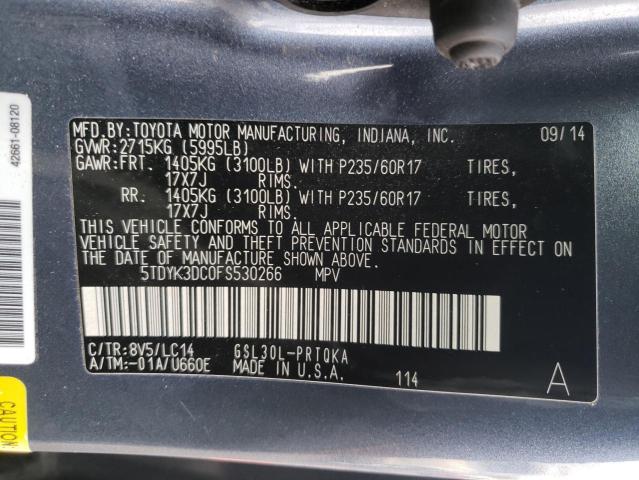 42661-08120
MFD.BY:TOYOTA MOTOR MANUFACTURING, INDIANA, INC. 09/14
GVWR:2715KG (5995LB)
GAWR:FRT. 1405KG (3100LB) WITH P235/60R17 TIRES,
17X7J RIMS.
RR. 1405KG (3100LB) WITH P235/60R17 TIRES,
17X7J RIMS.
THIS VEHICLE CONFORMS TO ALL APPLICABLE FEDERAL MOTOR
VEHICLE SAFETY AND THEFT PREVENTION STANDARDS IN EFFECT ON
THE DATE OF MANUFACTURE SHOWN ABOVE.
5TDYK3DC0FS530266 MPV
C/TR:8V5/LC14 GSL30L-PRTQKA
A/TM:-01A/U660E MADE IN U.S.A. 114 A
CAUTION